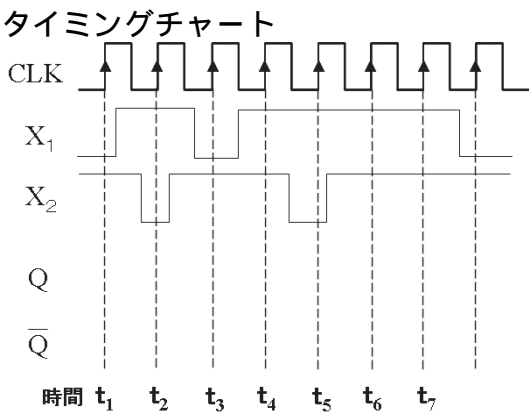 タイミングチャート
CLK
X₁
X₂
Q
Q̅
時間 t₁ t₂ t₃ t₄ t₅ t₆ t₇